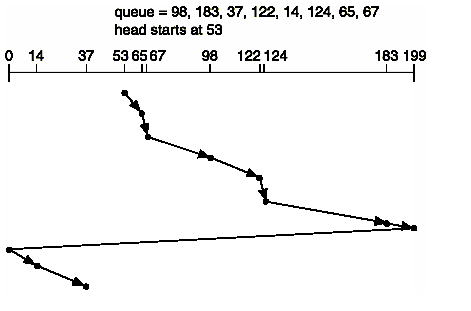 queue = 98, 183, 37, 122, 14, 124, 65, 67
head starts at 53
0 14 37 53 65 67 98 122 124 183 199